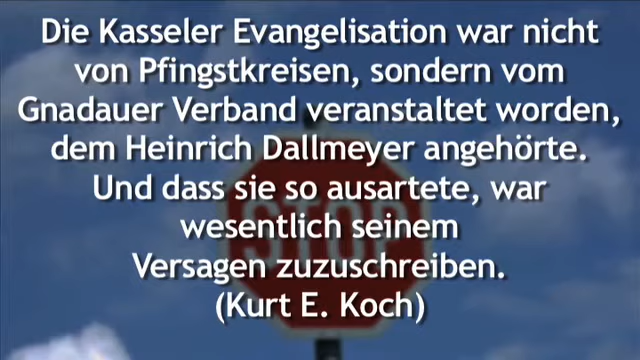 Die Kasseler Evangelisation war nicht
von Pfingstkreisen, sondern vom
Gnadauer Verband veranstaltet worden,
dem Heinrich Dallmeyer angehörte.
Und dass sie so ausartete, war
wesentlich seinem
Versagen zuzuschreiben.
(Kurt E. Koch)
STOP